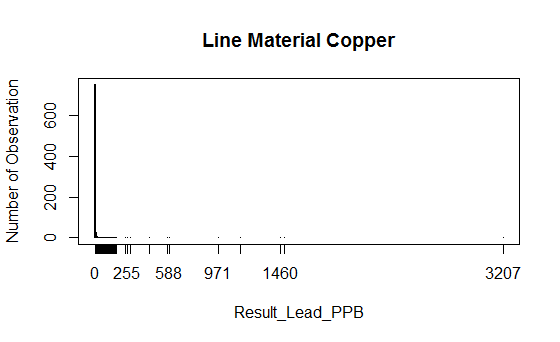 Line Material Copper
Number of Observation
600
400
200
0
0 255 588 971 1460 3207
Result_Lead_PPB